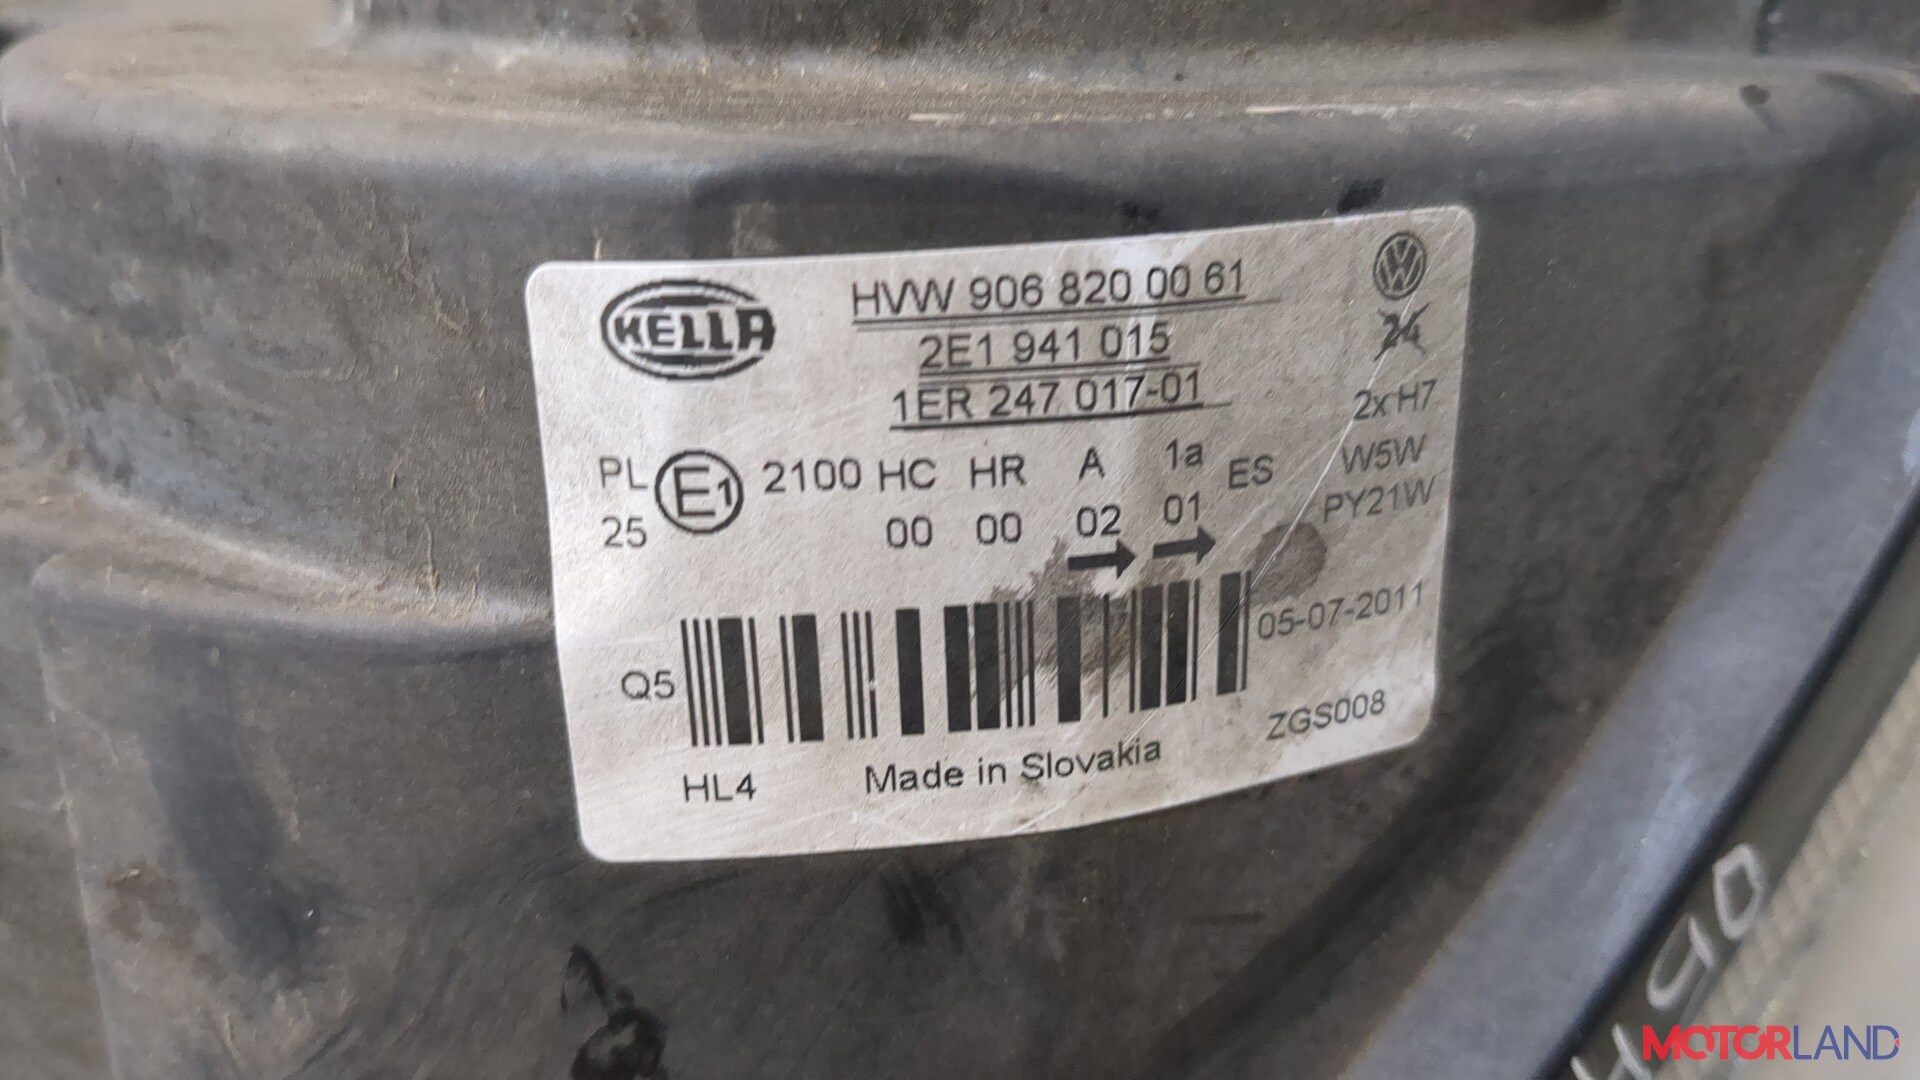 HELLA
HVW 906 820 00 61
2E1 941 015
1ER 247 017-01
24
2x H7
W5W
PY21W
PL E1 2100 HC HR A 1a ES
25 00 00 02 01
05-07-2011
Q5
ZGS008
HL4 Made in Slovakia
MOTORLAND